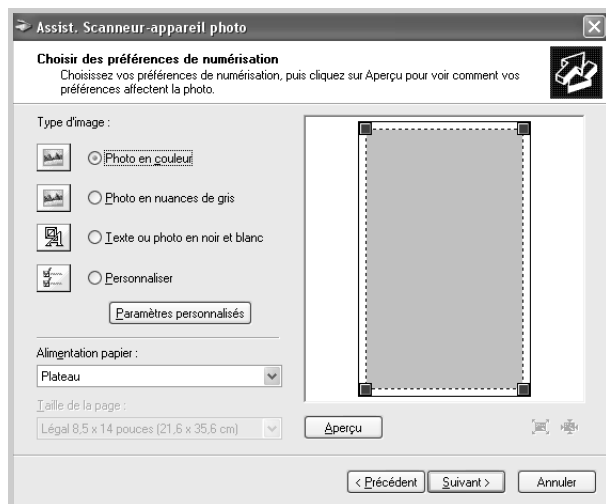 Assist. Scanneur-appareil photo
Choisir des préférences de numérisation
Choisissez vos préférences de numérisation, puis cliquez sur Aperçu pour voir comment vos
préférences affectent la photo.
Type d'image :
Photo en couleur
Photo en nuances de gris
Texte ou photo en noir et blanc
Personnaliser
Paramètres personnalisés
Alimentation papier :
Plateau
Taille de la page :
Légal 8,5 x 14 pouces (21,6 x 35,6 cm)
Aperçu
< Précédent
Suivant >
Annuler